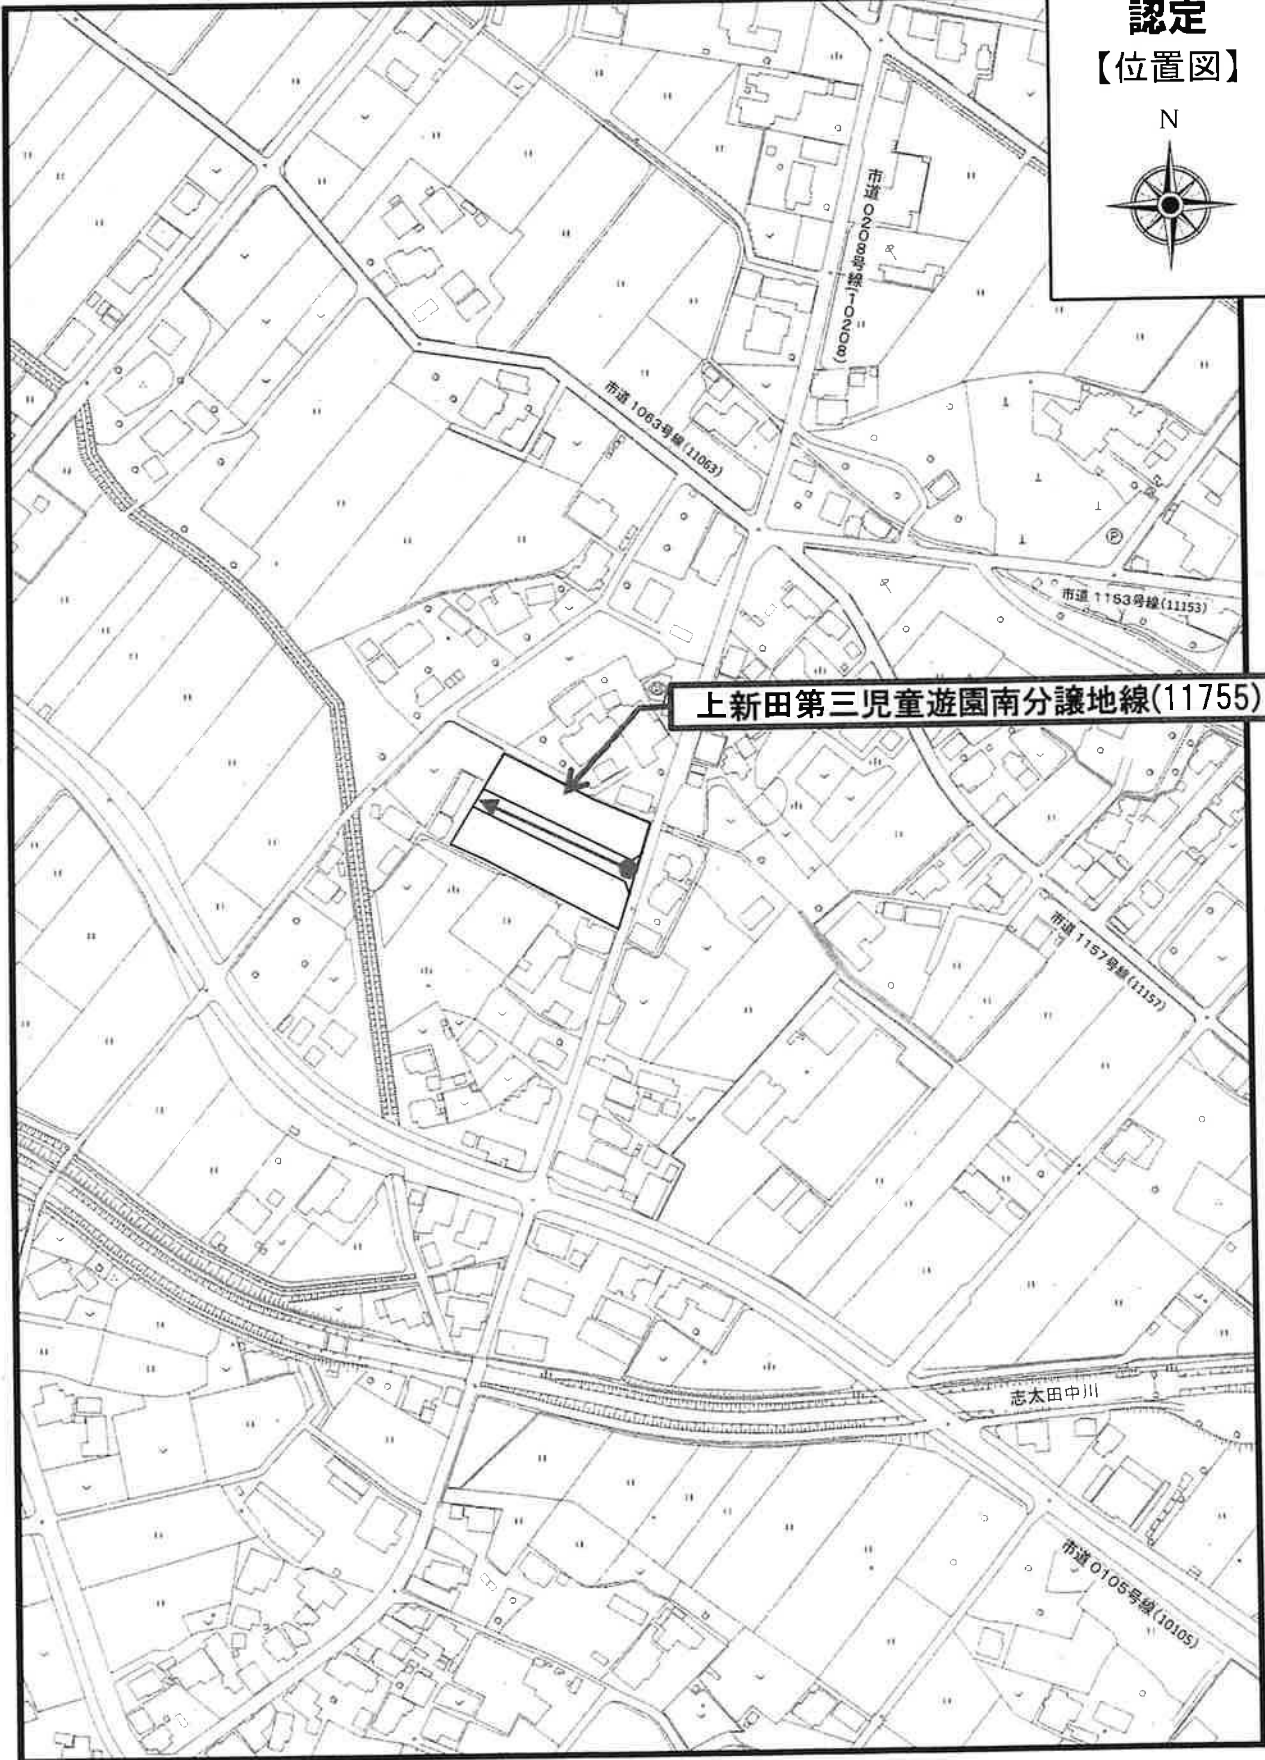 認定
【位置図】
N
市道0208号線(10208)
市道1063号線(11063)
Ⓟ
市道1153号線(11153)
上新田第三児童遊園南分譲地線(11755)
市道1157号線(11157)
志太田中川
市道0105号線(10105)